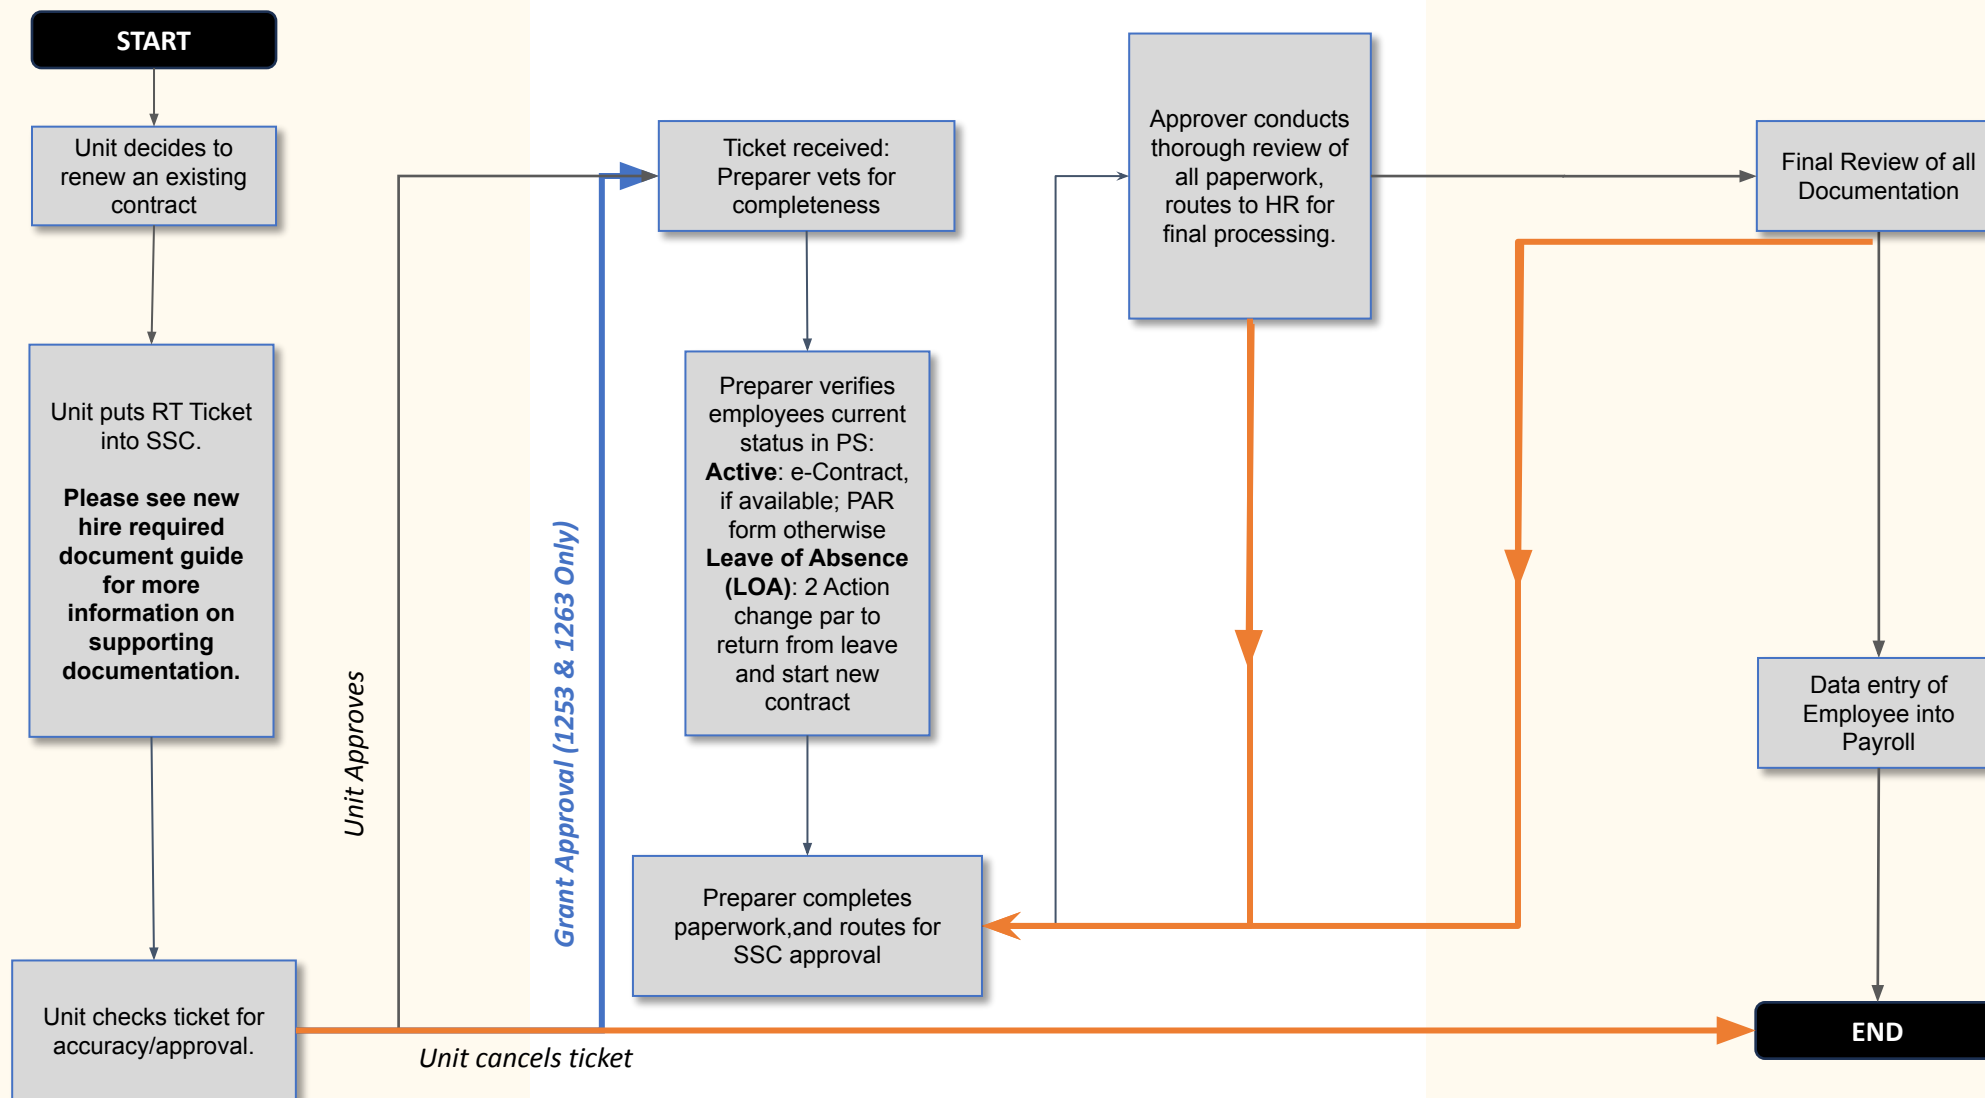 START
Unit decides to
renew an existing
contract
Unit puts RT Ticket
into SSC.
Please see new
hire required
document guide
for more
information on
supporting
documentation.
Unit checks ticket for
accuracy/approval.
Unit Approves
Unit cancels ticket
Grant Approval (1253 & 1263 Only)
Ticket received:
Preparer vets for
completeness
Preparer verifies
employees current
status in PS:
Active: e-Contract,
if available; PAR
form otherwise
Leave of Absence
(LOA): 2 Action
change par to
return from leave
and start new
contract
Preparer completes
paperwork,and routes for
SSC approval
Approver conducts
thorough review of
all paperwork,
routes to HR for
final processing.
Final Review of all
Documentation
Data entry of
Employee into
Payroll
END